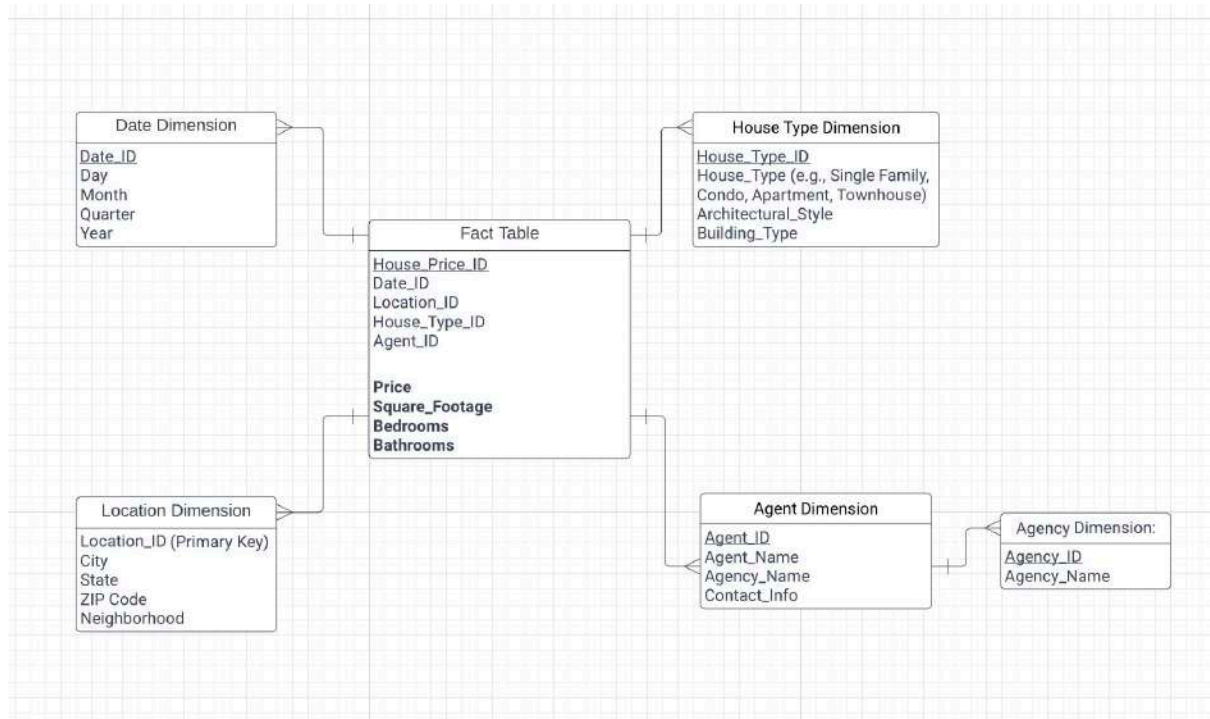 Date Dimension
Date_ID
Day
Month
Quarter
Year
House Type Dimension
House_Type_ID
House_Type (e.g., Single Family,
Condo, Apartment, Townhouse)
Architectural_Style
Building_Type
Fact Table
House_Price_ID
Date_ID
Location_ID
House_Type_ID
Agent_ID
Price
Square_Footage
Bedrooms
Bathrooms
Location Dimension
Location_ID (Primary Key)
City
State
ZIP Code
Neighborhood
Agent Dimension
Agent_ID
Agent_Name
Agency_Name
Contact_Info
Agency Dimension:
Agency_ID
Agency_Name